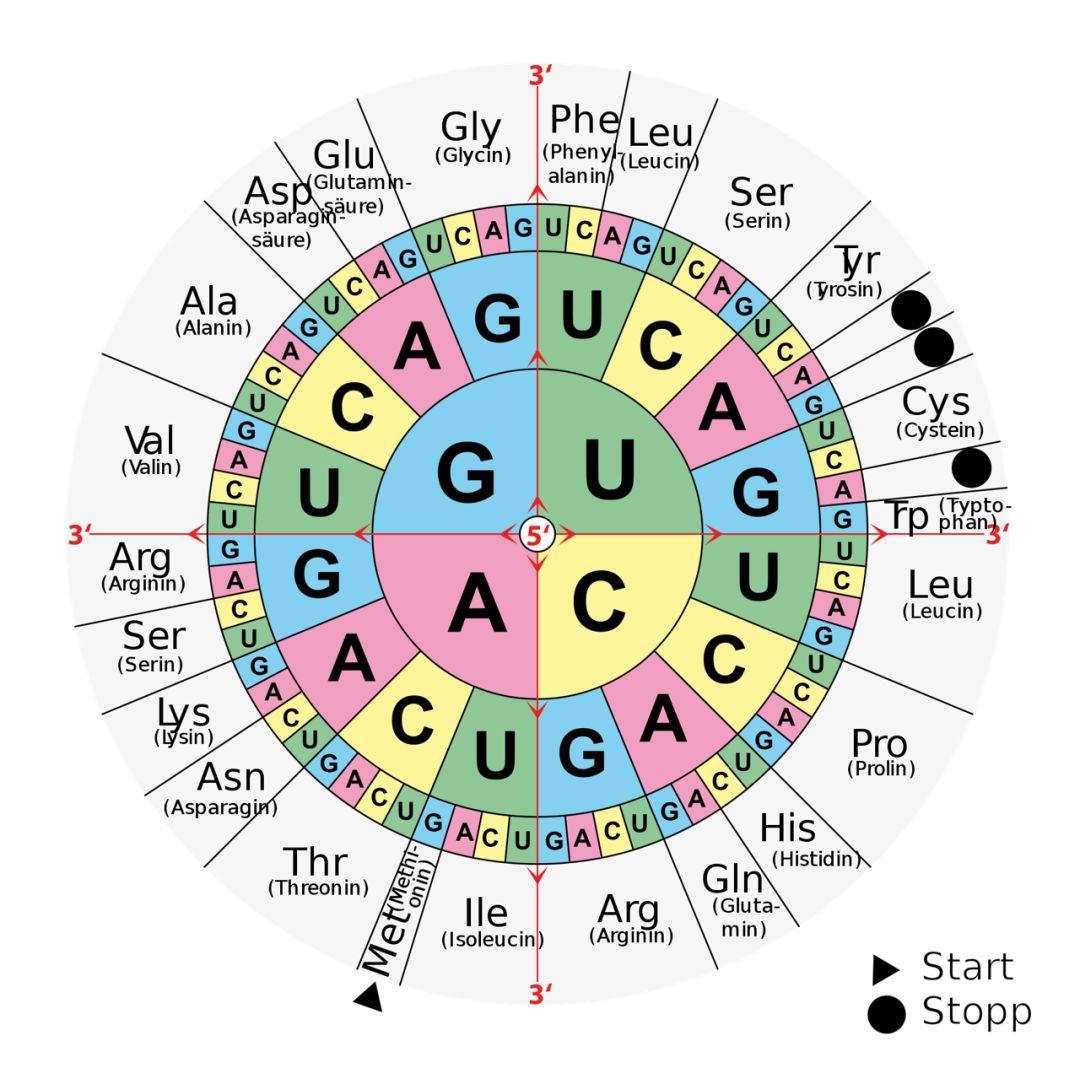 3‘
Phe
(Phenyl-
alanin)
Leu
(Leucin)
Ser
(Serin)
Tyr
(Tyrosin)
Cys
(Cystein)
Trp (Typto-
phan)
3‘
Leu
(Leucin)
Pro
(Prolin)
His
(Histidin)
Gln
(Gluta-
min)
Arg
(Arginin)
3‘
Ile
(Isoleucin)
Met (Methi-
onin)
Thr
(Threonin)
Asn
(Asparagin)
Lys
(Lysin)
Ser
(Serin)
Arg
(Arginin)
3‘
Val
(Valin)
Ala
(Alanin)
Asp
(Asparagin-
säure)
Glu
(Glutamin-
säure)
Gly
(Glycin)
U C A G U C A G U C A G U C A G
U C A G U C A G U C A G U C A G
U C A G U C A G U C A G U C A G
U C A G U C A G U C A G U C A G
U C A G
U C A G
U C A G
U C A G
U C A G
5‘
Start
Stopp